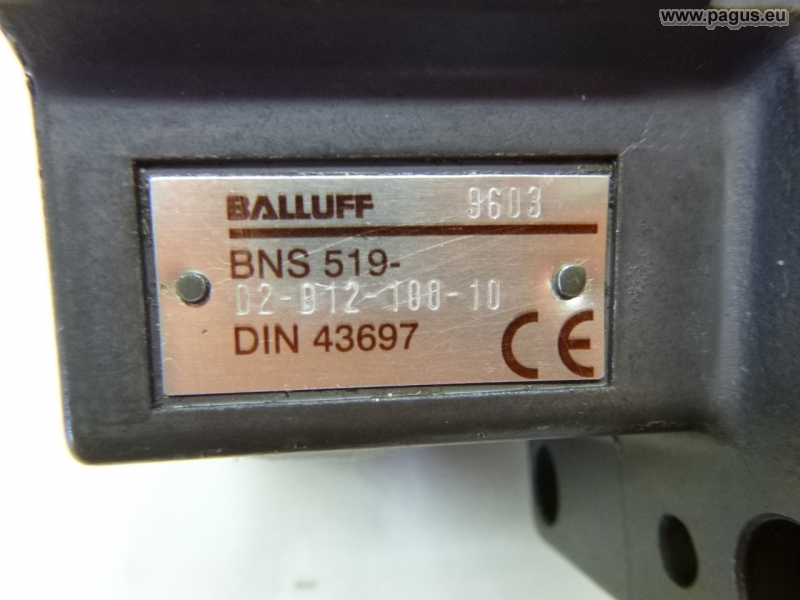 www.pagus.eu
BALLUFF 9603
BNS 519-
D2-D12-100-10
DIN 43697
CE